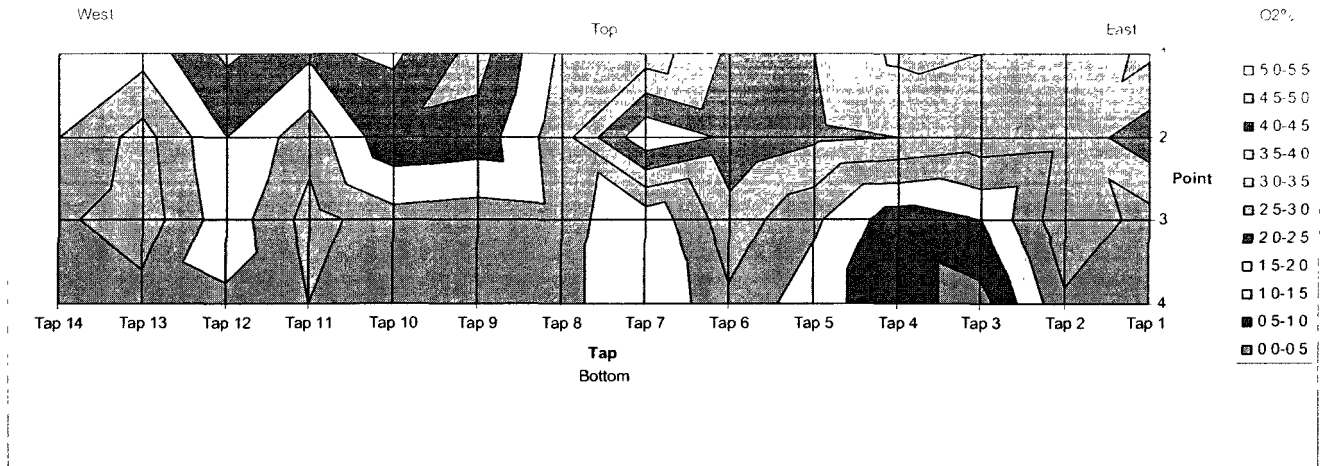 West Top East O2%
1
5 0-5 5
4 5-5 0
4 0-4 5
2
3 5-4 0
Point
3 0-3 5
3
2 5-3 0
2 0-2 5
1 5-2 0
4
1 0-1 5
Tap 14 Tap 13 Tap 12 Tap 11 Tap 10 Tap 9 Tap 8 Tap 7 Tap 6 Tap 5 Tap 4 Tap 3 Tap 2 Tap 1
0 5-1 0
0 0-0 5
Tap
Bottom